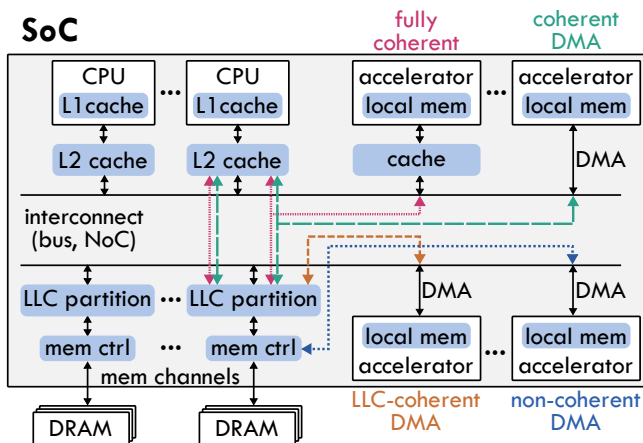 SoC
fully
coherent
coherent
DMA
CPU
L1cache
...
CPU
L1cache
accelerator
local mem
...
accelerator
local mem
L2 cache
L2 cache
cache
DMA
interconnect
(bus, NoC)
LLC partition
...
LLC partition
DMA
DMA
mem ctrl
...
mem ctrl
local mem
accelerator
...
local mem
accelerator
mem channels
DRAM
DRAM
LLC-coherent
DMA
non-coherent
DMA